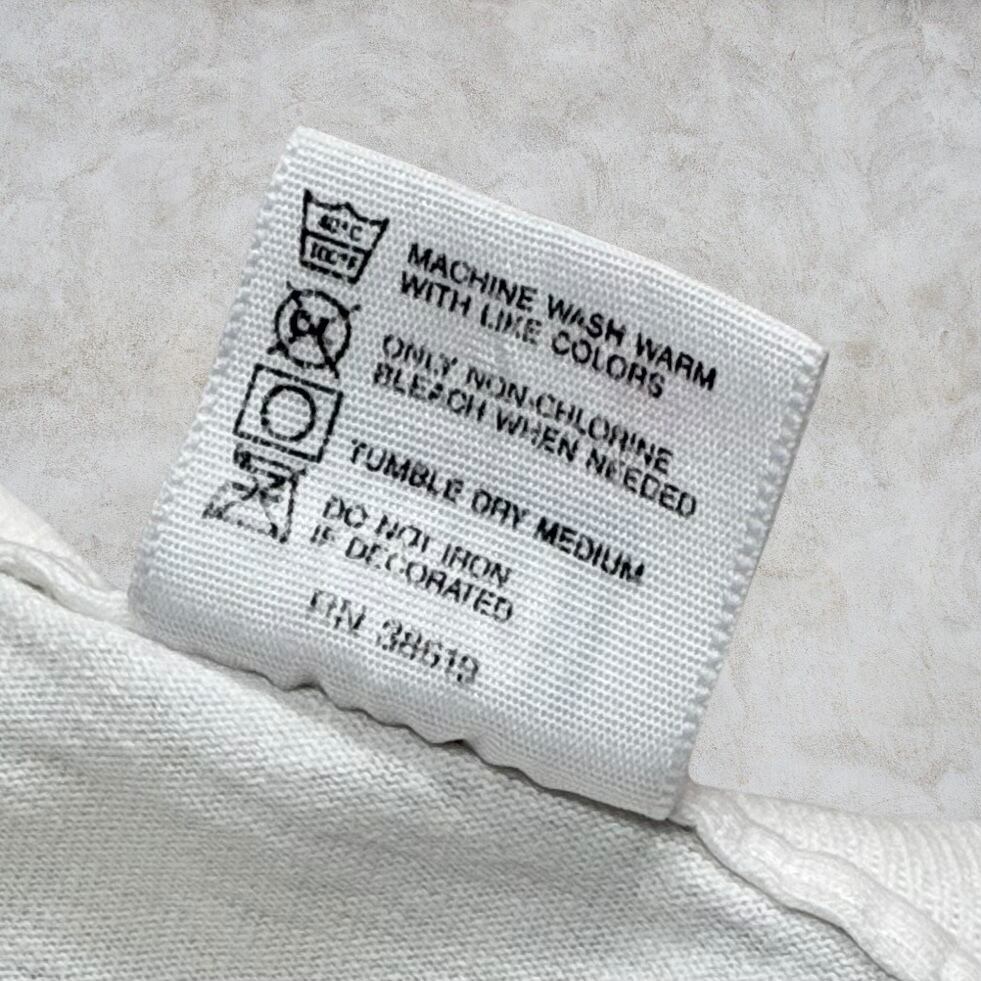 40°C
100°F
MACHINE WASH WARM
WITH LIKE COLORS
CL
ONLY NON-CHLORINE
BLEACH WHEN NEEDED
TUMBLE DRY MEDIUM
DO NOT IRON
IF DECORATED
RN 38619